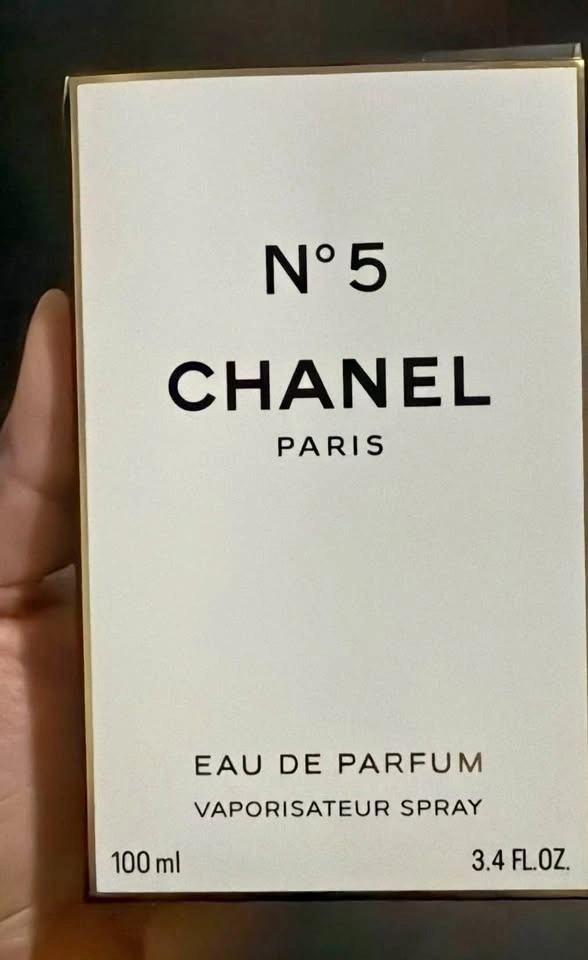 N°5
CHANEL
PARIS
EAU DE PARFUM
VAPORISATEUR SPRAY
100 ml 3.4 FL.OZ.